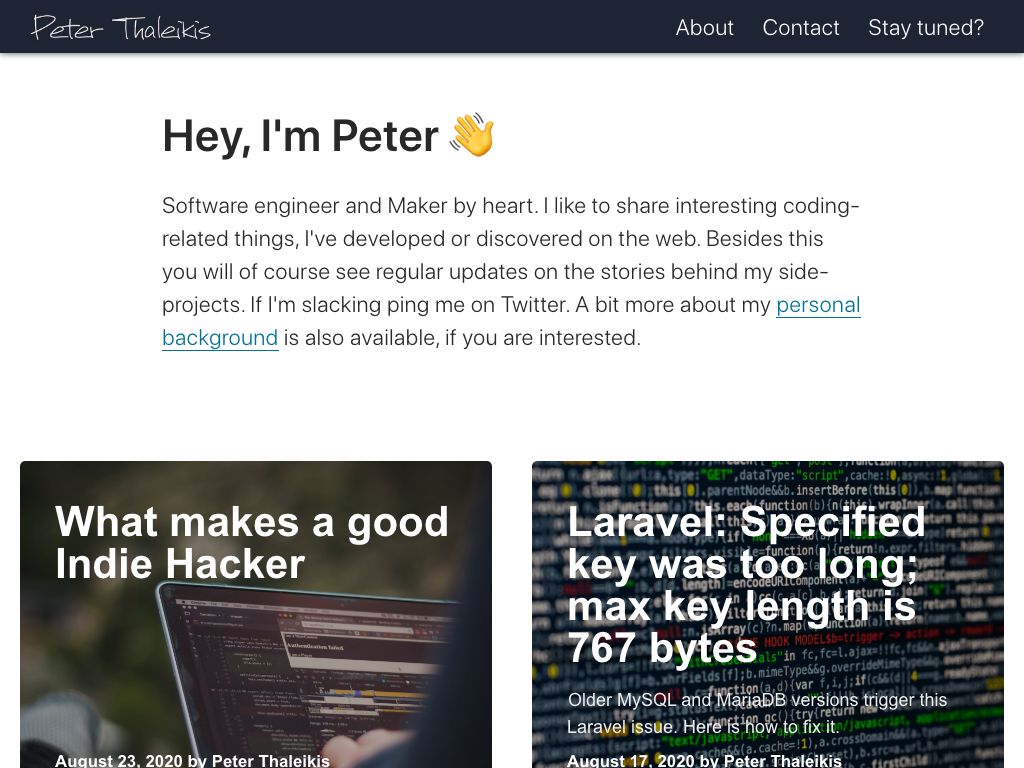 Peter Thaleikis
About Contact Stay tuned?
Hey, I'm Peter 👋
Software engineer and Maker by heart. I like to share interesting coding-
related things, I've developed or discovered on the web. Besides this
you will of course see regular updates on the stories behind my side-
projects. If I'm slacking ping me on Twitter. A bit more about my personal
background is also available, if you are interested.
What makes a good
Indie Hacker
August 23, 2020 by Peter Thaleikis
Laravel: Specified
key was too long;
max key length is
767 bytes
Older MySQL and MariaDB versions trigger this
Laravel issue. Here is how to fix it.
August 17, 2020 by Peter Thaleikis